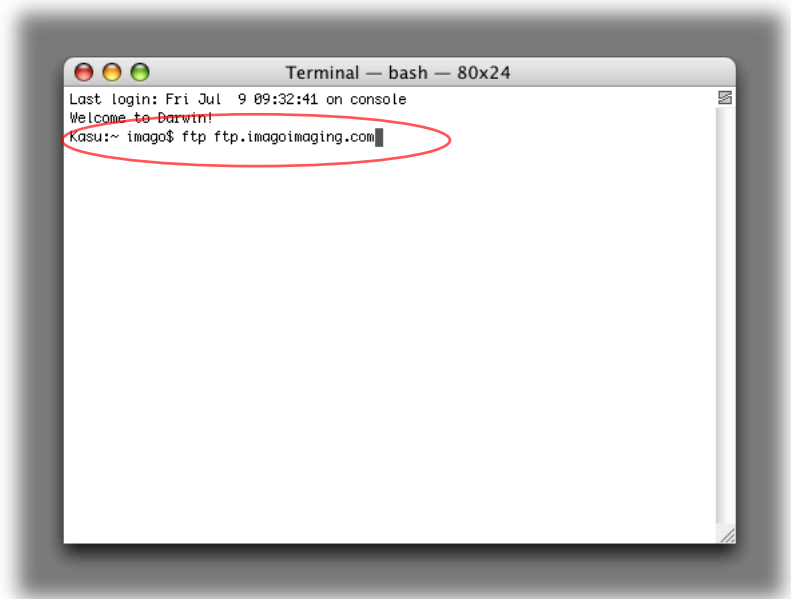 Terminal — bash — 80x24
Last login: Fri Jul  9 09:32:41 on console
Welcome to Darwin!
Kasu:~ imago$ ftp ftp.imagoimaging.com